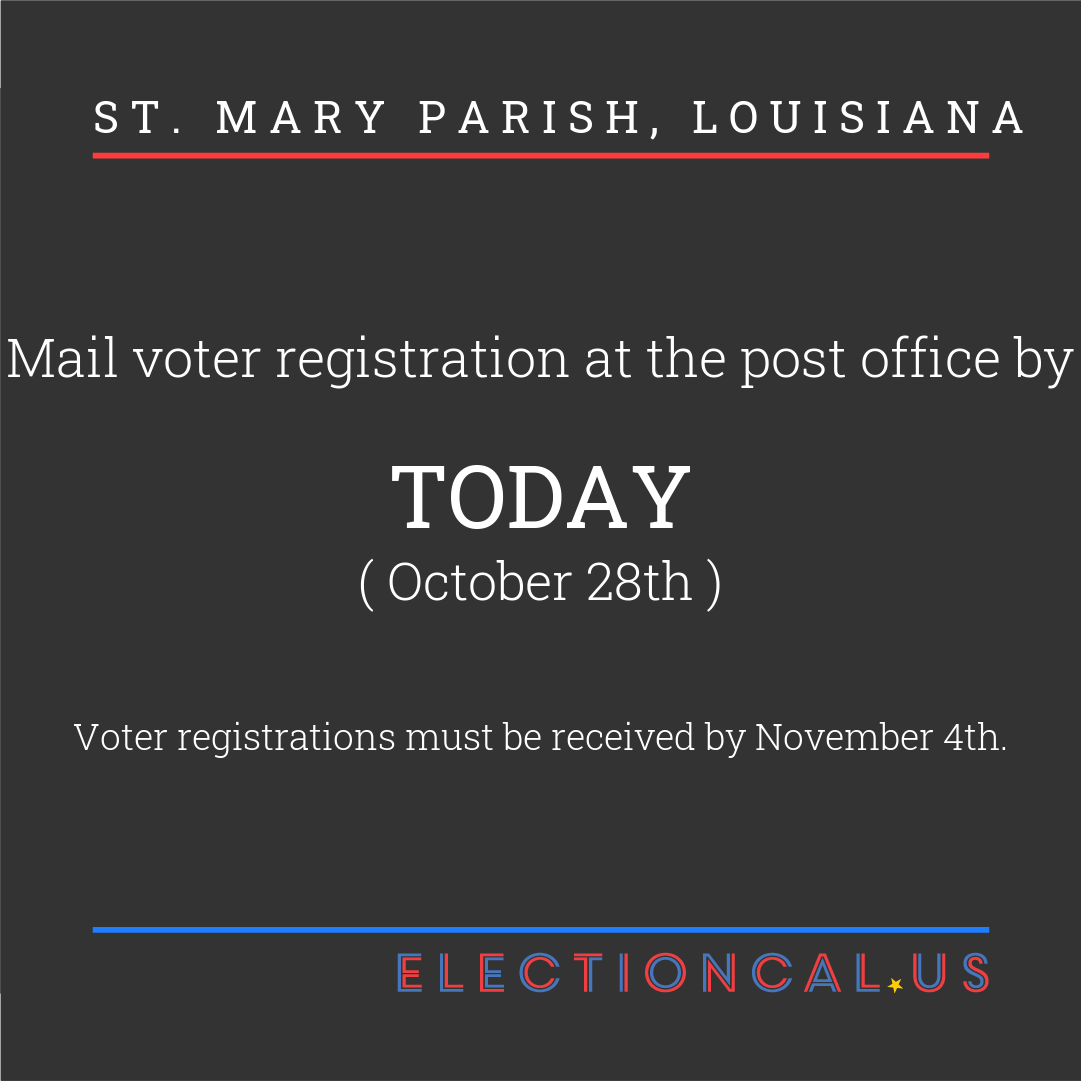 ST. MARY PARISH, LOUISIANA
Mail voter registration at the post office by
TODAY
( October 28th )
Voter registrations must be received by November 4th.
ELECTIONCAL.US